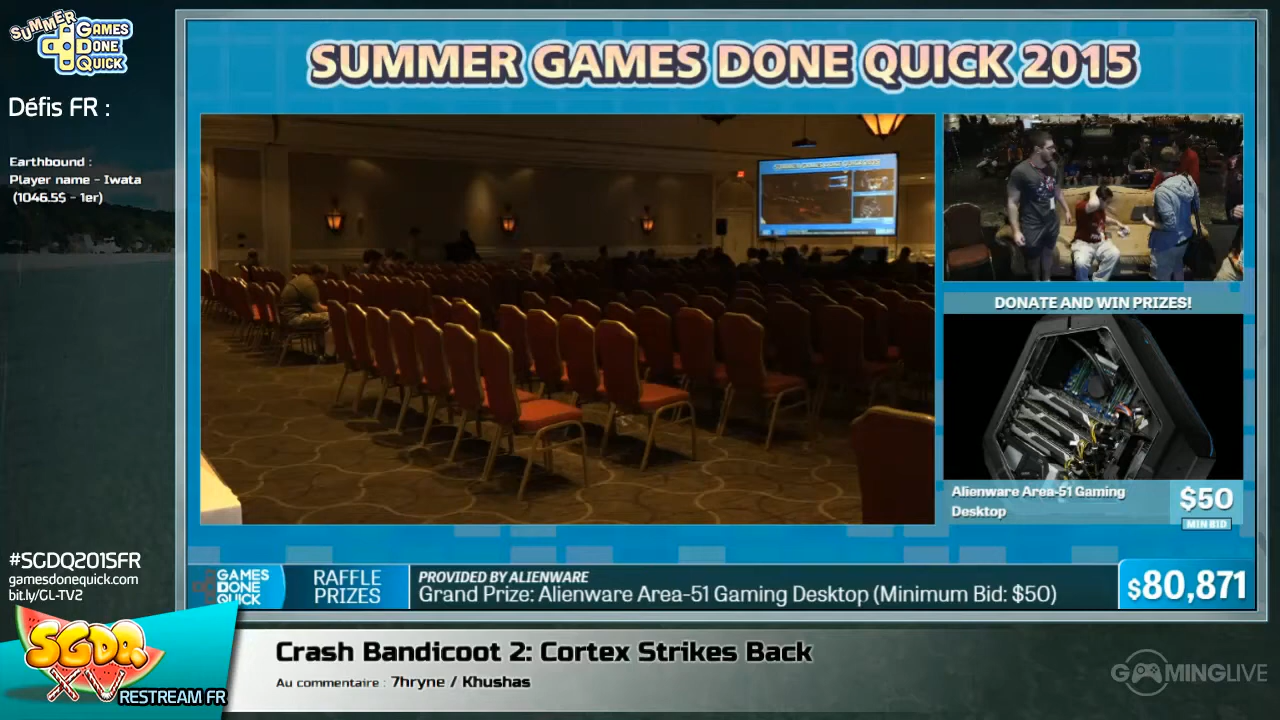 SUMMER
GAMES
DONE
QUICK
Défis FR :
Earthbound :
Player name - Iwata
(1046.5$ - 1er)
#SGDQ2015FR
gamesdonequick.com
bit.ly/GL-TV2
SUMMER GAMES DONE QUICK 2015
DONATE AND WIN PRIZES!
Alienware Area-51 Gaming
Desktop
$50
MIN BID
GAMES
DONE
QUICK
RAFFLE
PRIZES
PROVIDED BY ALIENWARE
Grand Prize: Alienware Area-51 Gaming Desktop (Minimum Bid: $50)
$80,871
SGDQ
XV
RESTREAM FR
Crash Bandicoot 2: Cortex Strikes Back
Au commentaire : 7hryne / Khushas
GAMINGLIVE